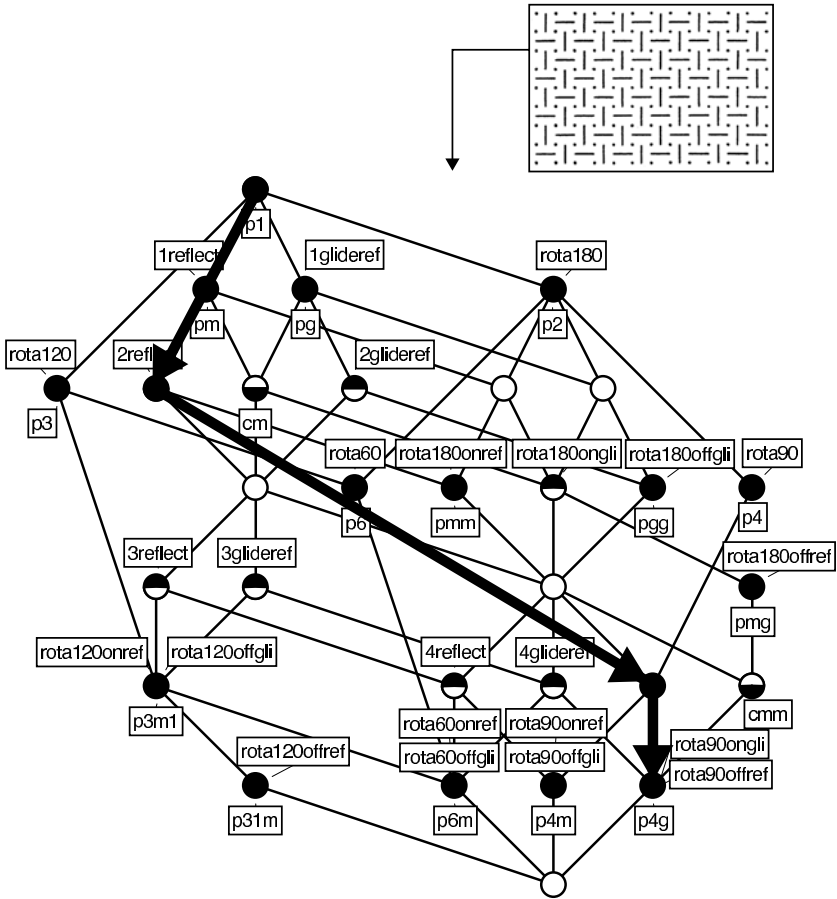 p1
1reflect
1glideref
rota180
pm
pg
p2
rota120
2glideref
p3
cm
rota60
rota180onref
rota180ongli
rota180offgli
rota90
p6
pmm
pgg
p4
3reflect
3glideref
rota180offref
pmg
rota120onref
rota120offgli
4reflect
4glideref
p3m1
cmm
rota60onref
rota90onref
rota90ongli
rota120offref
rota60offgli
rota90offgli
rota90offref
p31m
p6m
p4m
p4g